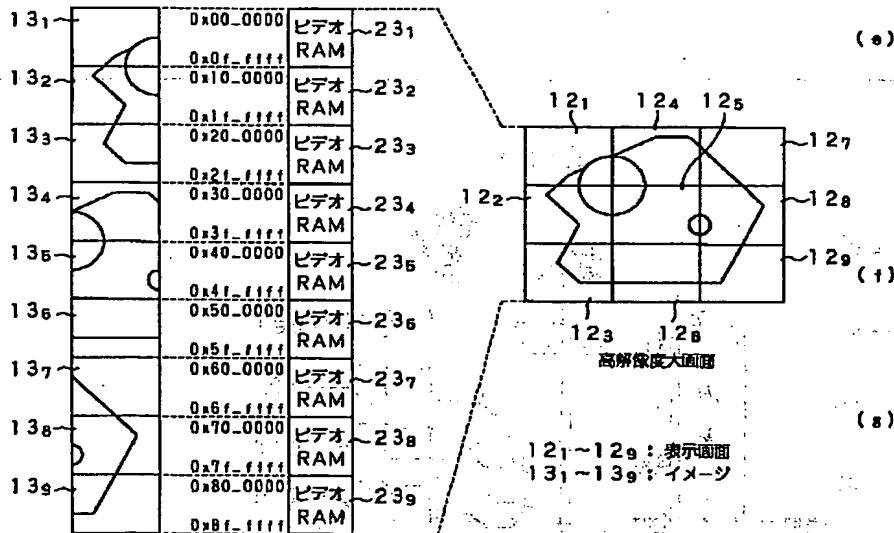 13₁
0x00_0000
ビデオ
RAM
23₁
0x0f_ffff
13₂
0x10_0000
ビデオ
RAM
23₂
0x1f_ffff
13₃
0x20_0000
ビデオ
RAM
23₃
0x2f_ffff
13₄
0x30_0000
ビデオ
RAM
23₄
0x3f_ffff
13₅
0x40_0000
ビデオ
RAM
23₅
0x4f_ffff
13₆
0x50_0000
ビデオ
RAM
23₆
0x5f_ffff
13₇
0x60_0000
ビデオ
RAM
23₇
0x6f_ffff
13₈
0x70_0000
ビデオ
RAM
23₈
0x7f_ffff
13₉
0x80_0000
ビデオ
RAM
23₉
0x8f_ffff
12₁
12₄
12₅
12₇
12₂
12₈
12₉
12₃
12₆
高解像度大画面
12₁~12₉：表示画面
13₁~13₉：イメージ
(e)
(f)
(g)